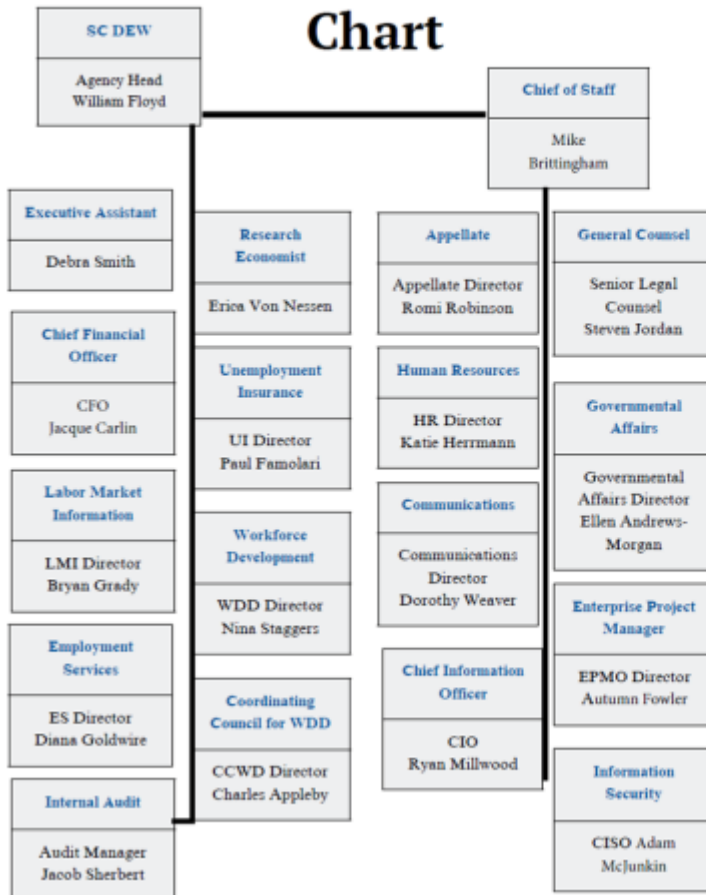 Chart
SC DEW
Agency Head
William Floyd
Chief of Staff
Mike
Brittingham
Executive Assistant
Debra Smith
Chief Financial
Officer
CFO
Jacque Carlin
Labor Market
Information
LMI Director
Bryan Grady
Employment
Services
ES Director
Diana Goldwire
Internal Audit
Audit Manager
Jacob Sherbert
Research
Economist
Erica Von Nessen
Unemployment
Insurance
UI Director
Paul Famolari
Workforce
Development
WDD Director
Nina Staggers
Coordinating
Council for WDD
CCWD Director
Charles Appleby
Appellate
Appellate Director
Romi Robinson
Human Resources
HR Director
Katie Herrmann
Communications
Communications
Director
Dorothy Weaver
Chief Information
Officer
CIO
Ryan Millwood
General Counsel
Senior Legal
Counsel
Steven Jordan
Governmental
Affairs
Governmental
Affairs Director
Ellen Andrews-
Morgan
Enterprise Project
Manager
EPMO Director
Autumn Fowler
Information
Security
CISO Adam
McJunkin